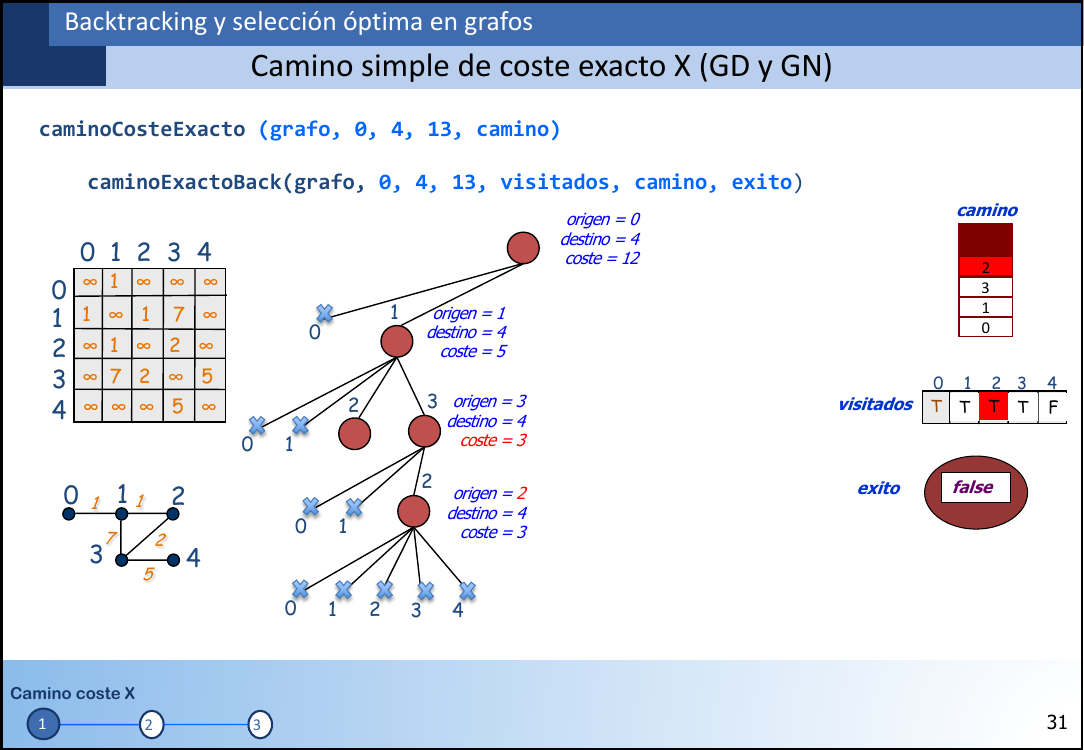 Backtracking y selección óptima en grafos
Camino simple de coste exacto X (GD y GN)
caminoCosteExacto (grafo, 0, 4, 13, camino)
caminoExactoBack(grafo, 0, 4, 13, visitados, camino, exito)
0 1 2 3 4
0 ∞ 1 ∞ ∞ ∞
1 1 ∞ 1 7 ∞
2 ∞ 1 ∞ 2 ∞
3 ∞ 7 2 ∞ 5
4 ∞ ∞ ∞ 5 ∞
0 1 1 1 2
7 2
3 5 4
origen = 0
destino = 4
coste = 12
0
1
origen = 1
destino = 4
coste = 5
0 1 2 3
origen = 3
destino = 4
coste = 3
0 1 2
origen = 2
destino = 4
coste = 3
0 1 2 3 4
camino
2
3
1
0
0 1 2 3 4
visitados T T T T F
exito false
Camino coste X
1 2 3
31